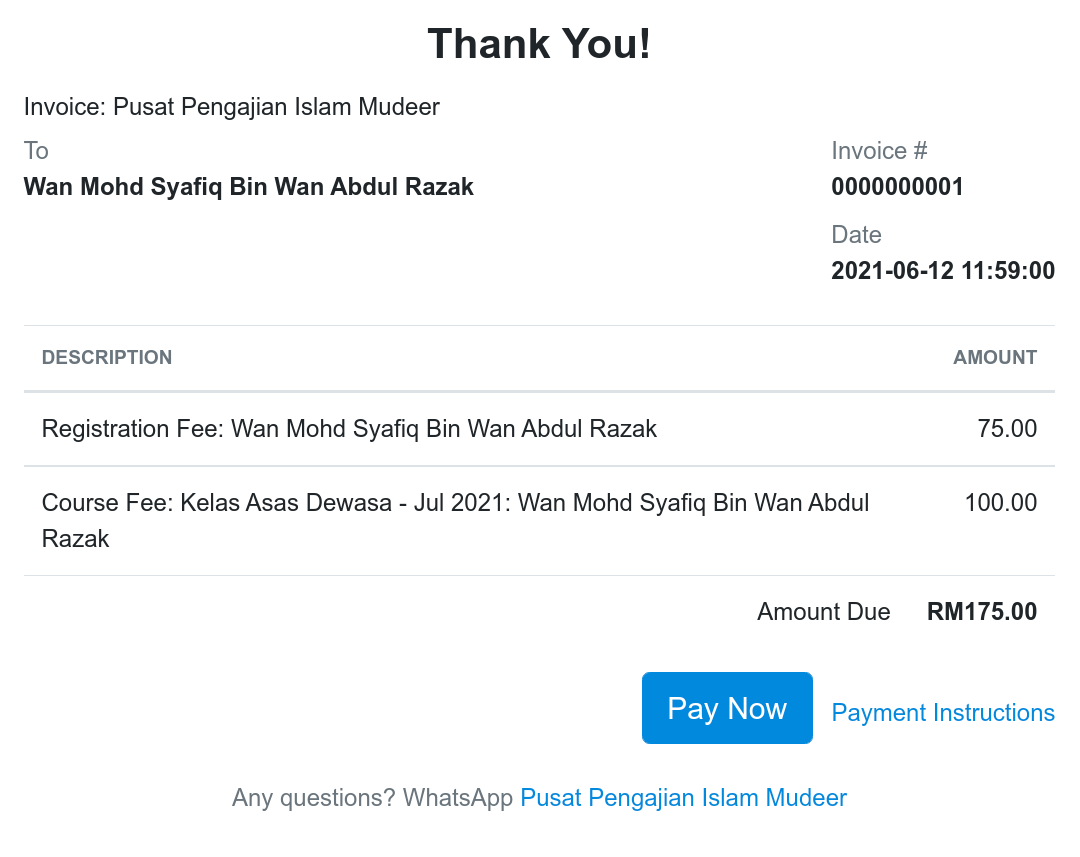 Thank You!
Invoice: Pusat Pengajian Islam Mudeer
To
Wan Mohd Syafiq Bin Wan Abdul Razak
Invoice #
0000000001
Date
2021-06-12 11:59:00
DESCRIPTION AMOUNT
Registration Fee: Wan Mohd Syafiq Bin Wan Abdul Razak 75.00
Course Fee: Kelas Asas Dewasa - Jul 2021: Wan Mohd Syafiq Bin Wan Abdul 100.00
Razak
Amount Due RM175.00
Pay Now Payment Instructions
Any questions? WhatsApp Pusat Pengajian Islam Mudeer